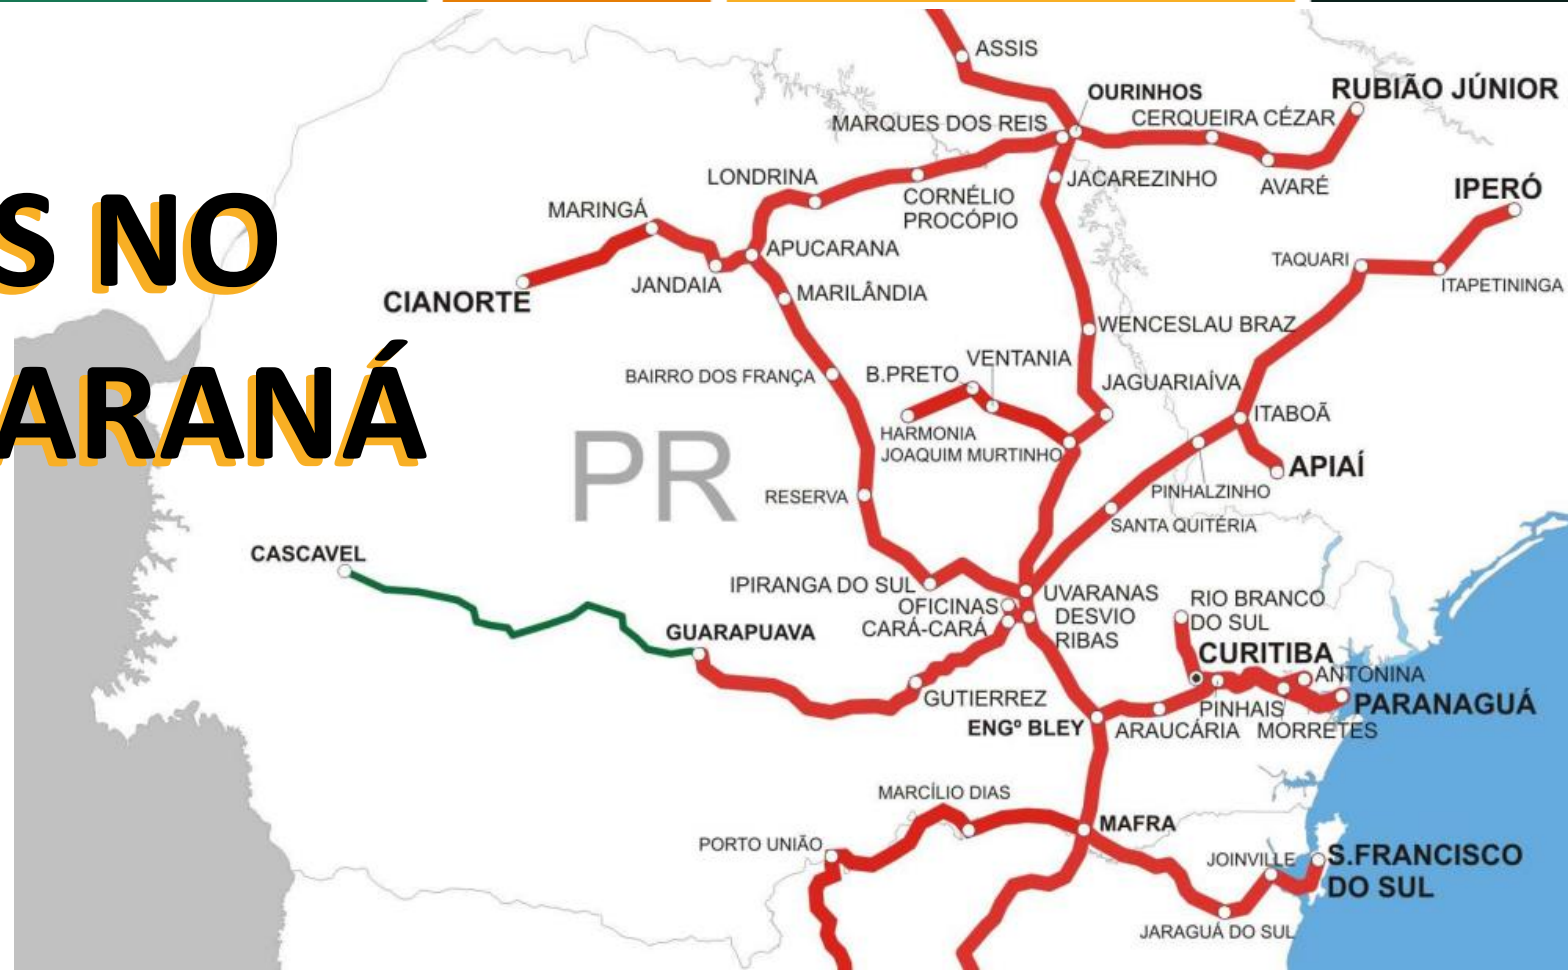 ASSIS
OURINHOS
RUBIÃO JÚNIOR
MARQUES DOS REIS
CERQUEIRA CÉZAR
LONDRINA
JACAREZINHO
AVARÉ
IPERÓ
CORNÉLIO
PROCÓPIO
MARINGÁ
S NO
APUCARANA
TAQUARI
JANDAIA
ITAPETININGA
MARILÂNDIA
CIANORTE
WENCESLAU BRAZ
VENTANIA
ARANÁ
BAIRRO DOS FRANÇA
B.PRETO
JAGUARIAÍVA
ITABOÃ
HARMONIA
JOAQUIM MURTINHO
APIAÍ
PR
PINHALZINHO
RESERVA
SANTA QUITÉRIA
CASCAVEL
IPIRANGA DO SUL
UVARANAS
RIO BRANCO
DO SUL
OFICINAS
DESVIO
RIBAS
CARÁ-CARÁ
GUARAPUAVA
CURITIBA
ANTONINA
GUTIERREZ
PINHAIS
PARANAGUÁ
ENGº BLEY
ARAUCÁRIA
MORRETES
MARCÍLIO DIAS
MAFRA
PORTO UNIÃO
JOINVILLE
S.FRANCISCO
DO SUL
JARAGUÁ DO SUL